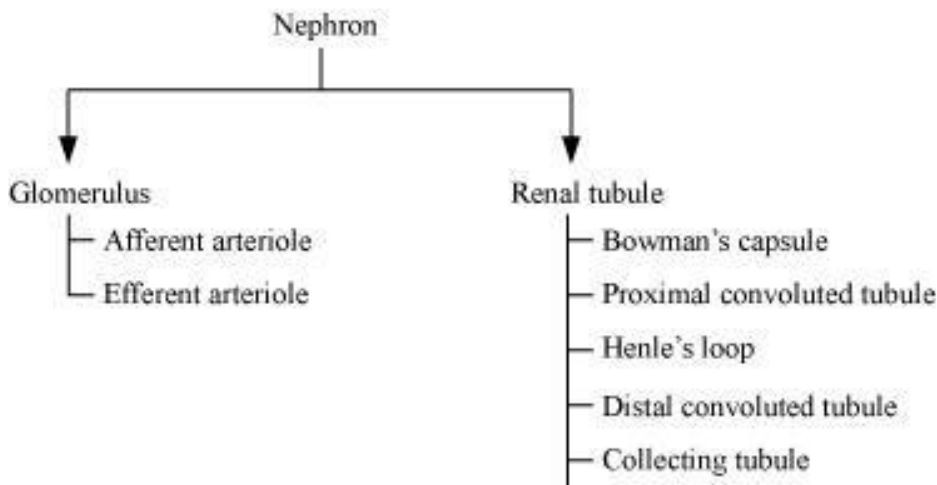 Nephron
Glomerulus
Afferent arteriole
Efferent arteriole
Renal tubule
Bowman's capsule
Proximal convoluted tubule
Henle's loop
Distal convoluted tubule
Collecting tubule